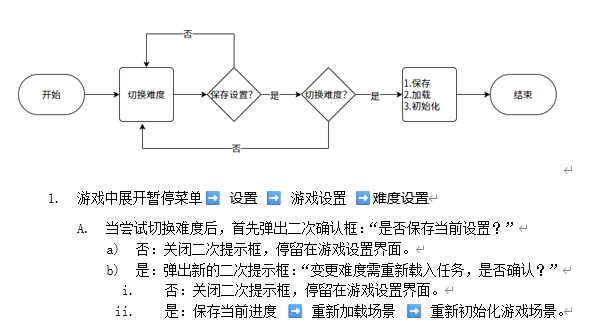 否
开始
切换难度
保存设置？
是
切换难度？
是
1.保存
2.加载
3.初始化
结束
否
1. 游戏中展开暂停菜单➡ 设置 ➡ 游戏设置 ➡难度设置
A. 当尝试切换难度后，首先弹出二次确认框：“是否保存当前设置？”
a) 否：关闭二次提示框，停留在游戏设置界面。
b) 是：弹出新的二次提示框：“变更难度需重新载入任务，是否确认？”
i. 否：关闭二次提示框，停留在游戏设置界面。
ii. 是：保存当前进度 ➡ 重新加载场景 ➡ 重新初始化游戏场景。